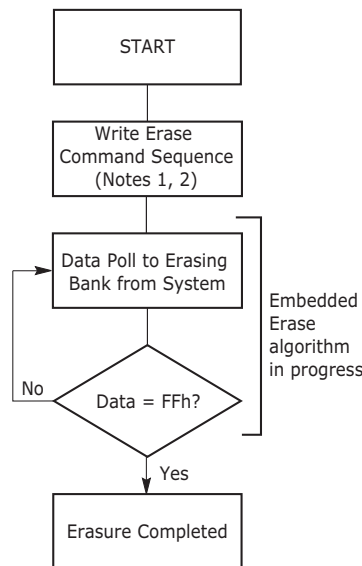 START
Write Erase
Command Sequence
(Notes 1, 2)
Data Poll to Erasing
Bank from System
Embedded
Erase
algorithm
in progress
No
Data = FFh?
Yes
Erasure Completed